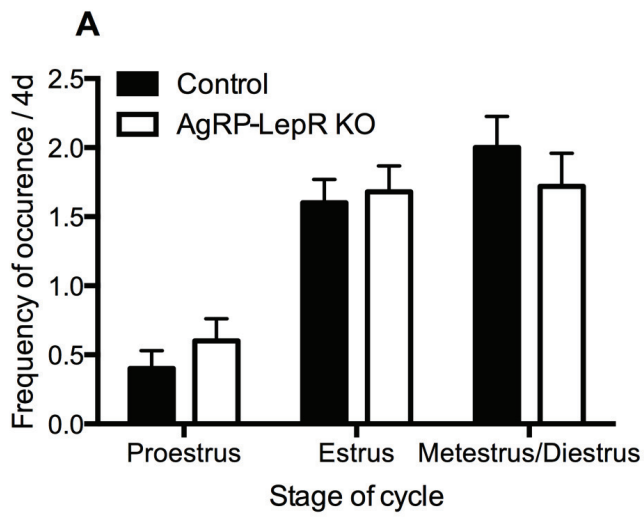 A
Frequency of occurence / 4d
2.5
2.0
1.5
1.0
0.5
0.0
Control
AgRP-LepR KO
Proestrus
Estrus
Metestrus/Diestrus
Stage of cycle